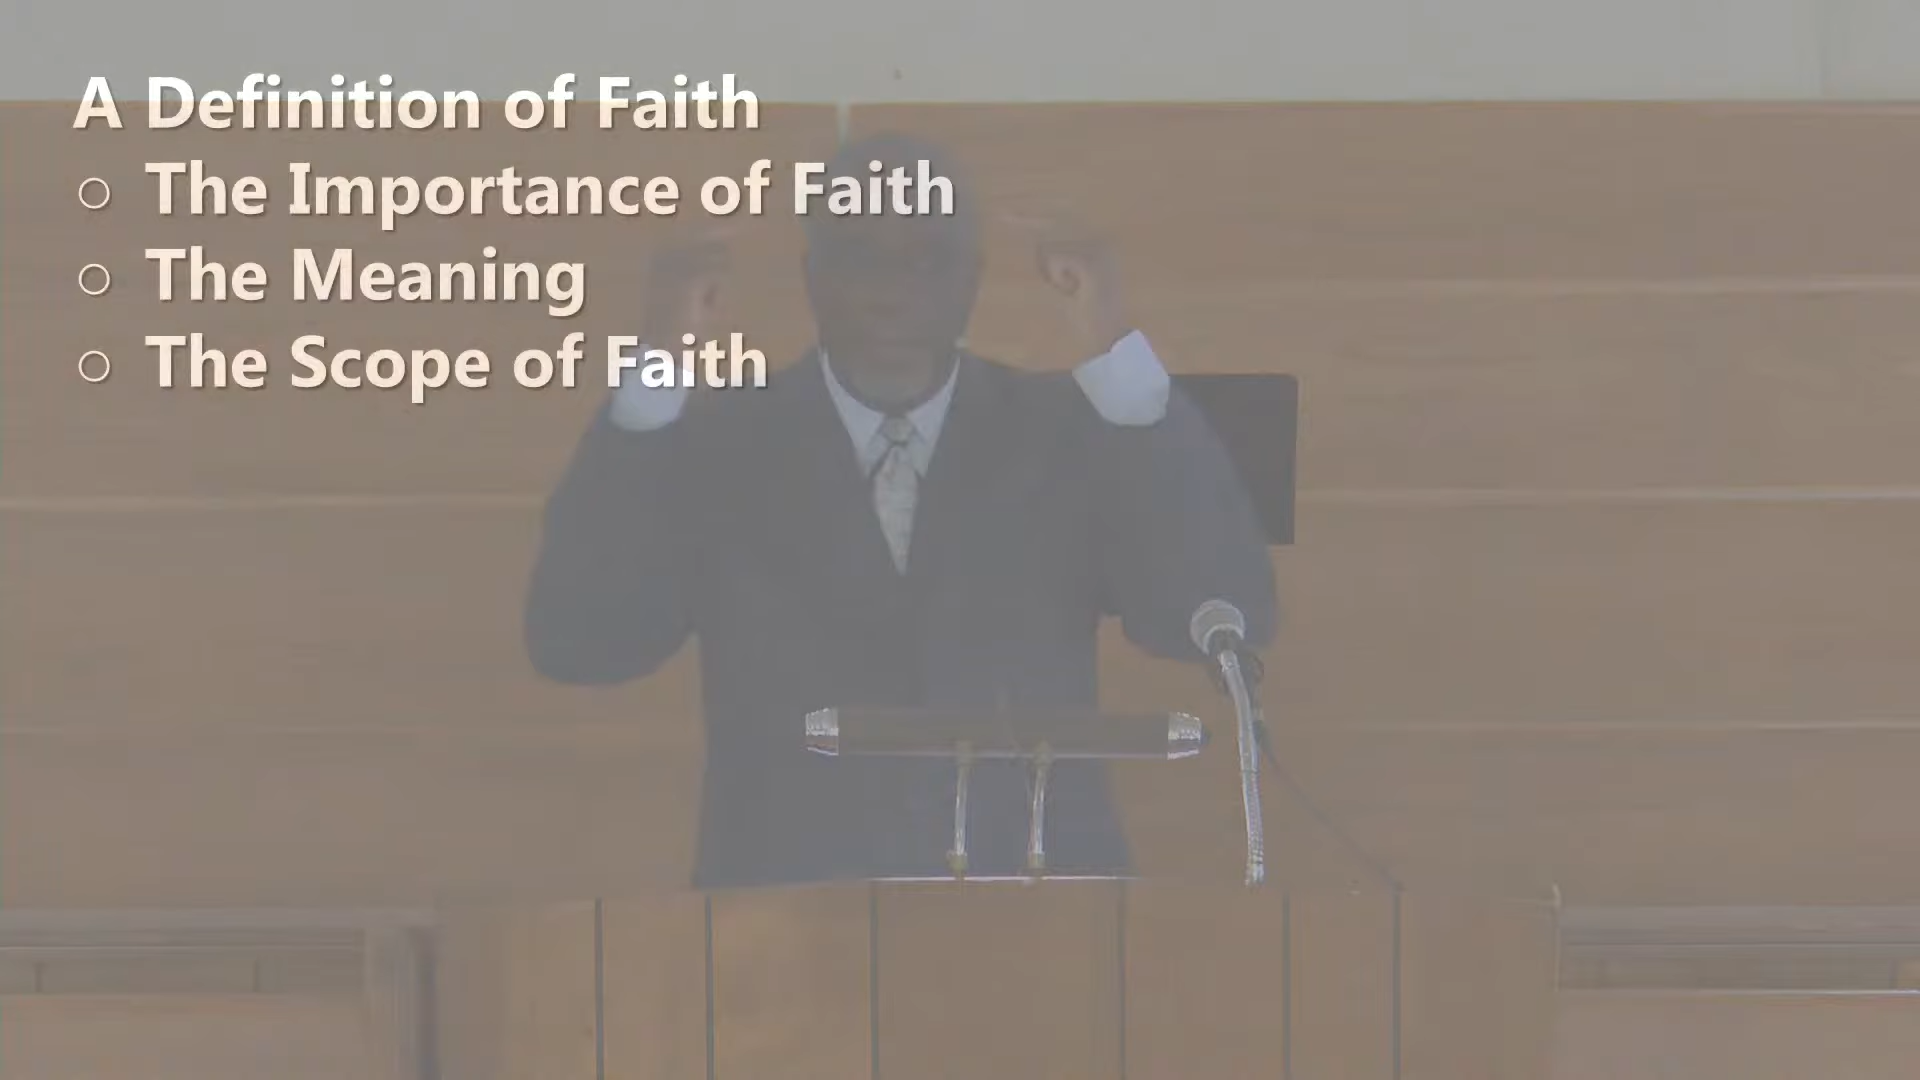 A Definition of Faith
○ The Importance of Faith
○ The Meaning
○ The Scope of Faith